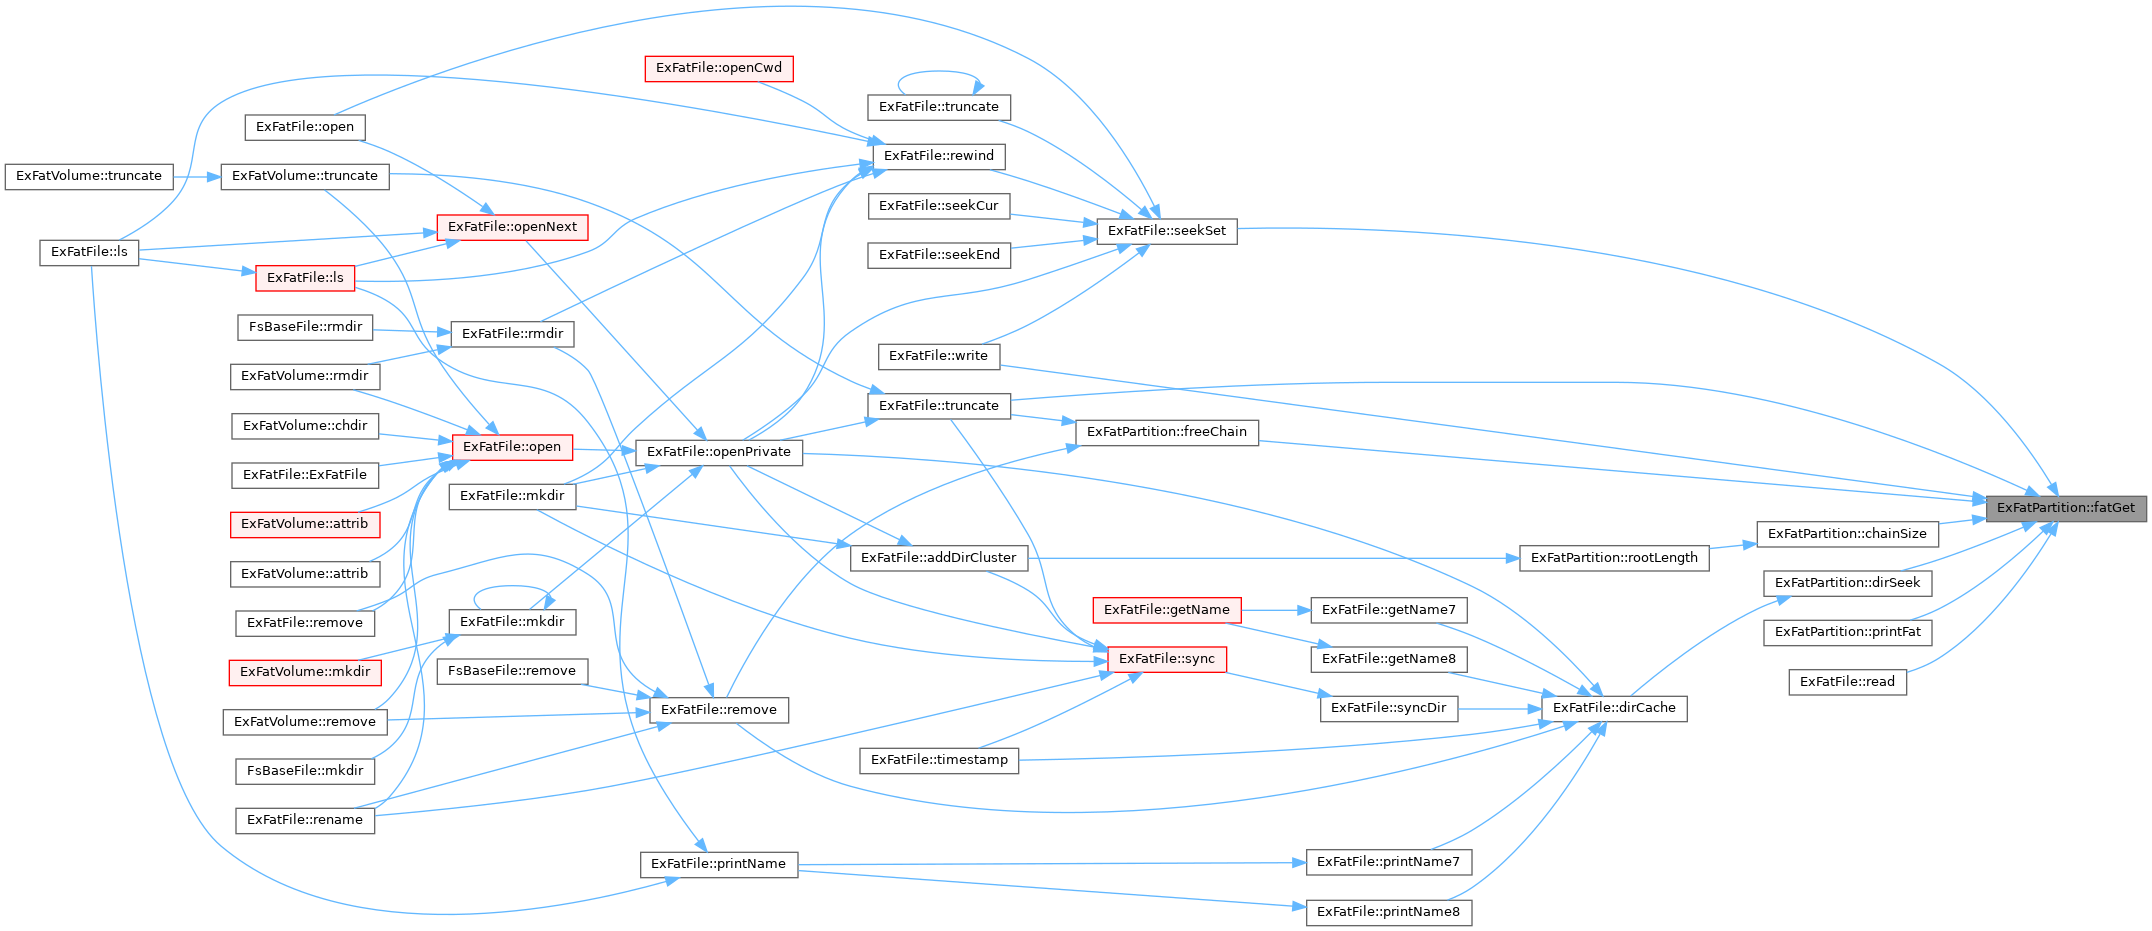 ExFatFile::openCwd
ExFatFile::truncate
ExFatFile::open
ExFatFile::rewind
ExFatVolume::truncate
ExFatVolume::truncate
ExFatFile::seekCur
ExFatFile::openNext
ExFatFile::seekSet
ExFatFile::ls
ExFatFile::seekEnd
ExFatFile::ls
FsBaseFile::rmdir
ExFatFile::rmdir
ExFatFile::write
ExFatVolume::rmdir
ExFatFile::truncate
ExFatVolume::chdir
ExFatPartition::freeChain
ExFatFile::open
ExFatFile::openPrivate
ExFatFile::ExFatFile
ExFatFile::mkdir
ExFatPartition::fatGet
ExFatVolume::attrib
ExFatPartition::chainSize
ExFatFile::addDirCluster
ExFatPartition::rootLength
ExFatVolume::attrib
ExFatPartition::dirSeek
ExFatFile::getName
ExFatFile::getName7
ExFatFile::remove
ExFatFile::mkdir
ExFatPartition::printFat
ExFatFile::sync
ExFatFile::getName8
ExFatVolume::mkdir
FsBaseFile::remove
ExFatFile::read
ExFatFile::remove
ExFatFile::syncDir
ExFatFile::dirCache
ExFatVolume::remove
ExFatFile::timestamp
FsBaseFile::mkdir
ExFatFile::rename
ExFatFile::printName
ExFatFile::printName7
ExFatFile::printName8